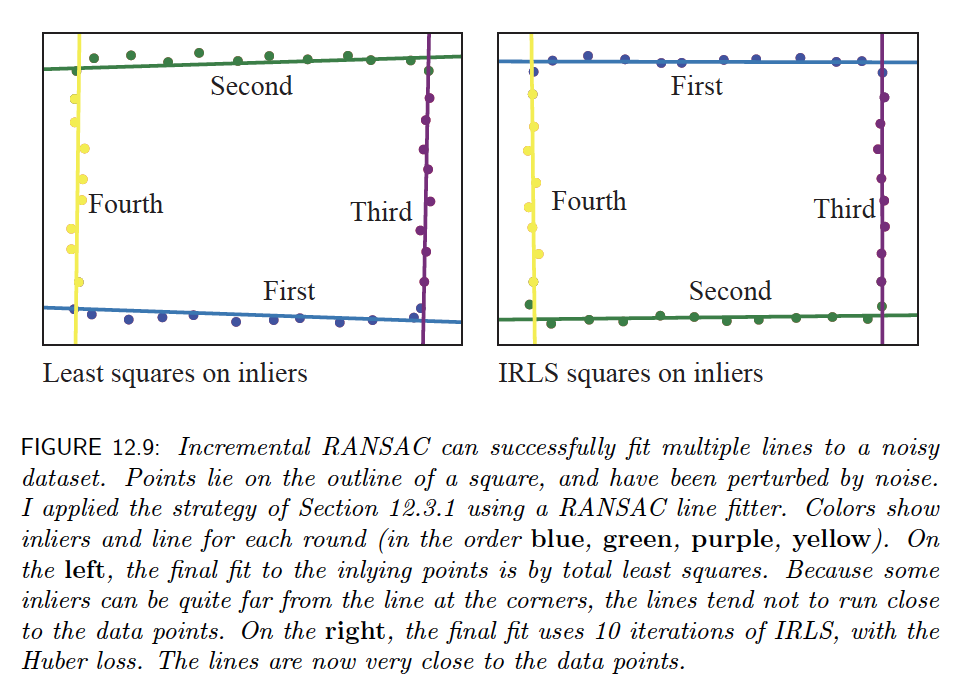 Second
Fourth
Third
First
Least squares on inliers
First
Fourth
Third
Second
IRLS squares on inliers
FIGURE 12.9: Incremental RANSAC can successfully fit multiple lines to a noisy
dataset. Points lie on the outline of a square, and have been perturbed by noise.
I applied the strategy of Section 12.3.1 using a RANSAC line fitter. Colors show
inliers and line for each round (in the order blue, green, purple, yellow). On
the left, the final fit to the inlying points is by total least squares. Because some
inliers can be quite far from the line at the corners, the lines tend not to run close
to the data points. On the right, the final fit uses 10 iterations of IRLS, with the
Huber loss. The lines are now very close to the data points.